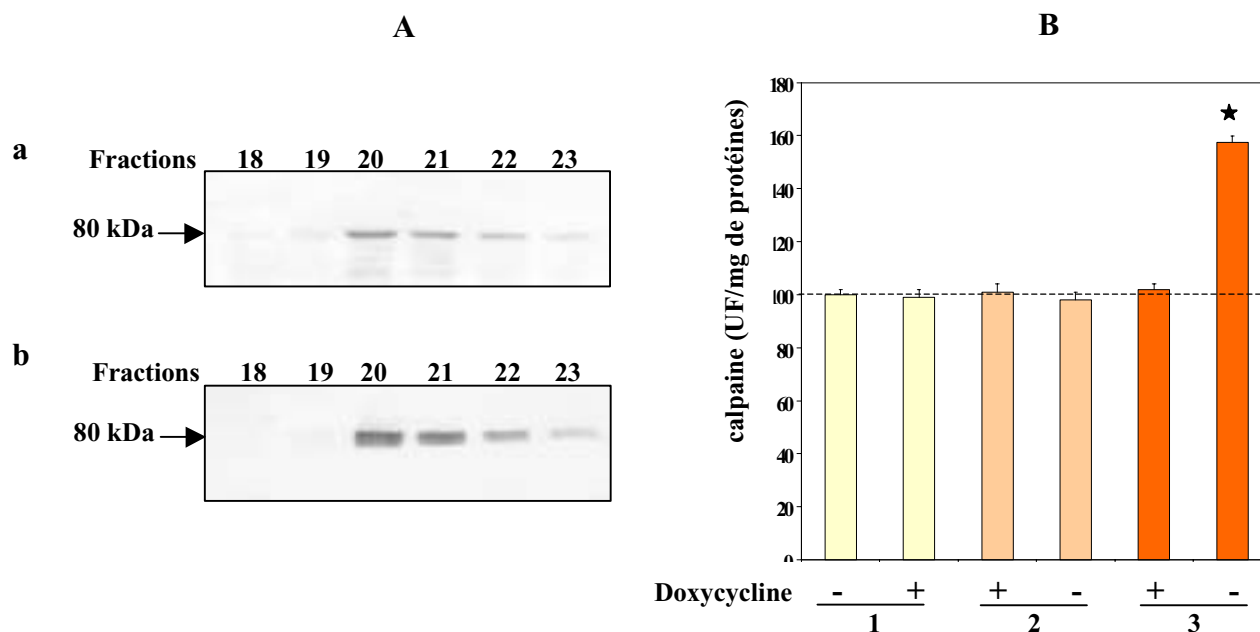 A
a
Fractions 18 19 20 21 22 23
80 kDa
b
Fractions 18 19 20 21 22 23
80 kDa
B
calpaine (UF/mg de protéines)
180
160
140
120
100
80
60
40
20
0
Doxycycline - + + - + -
1 2 3